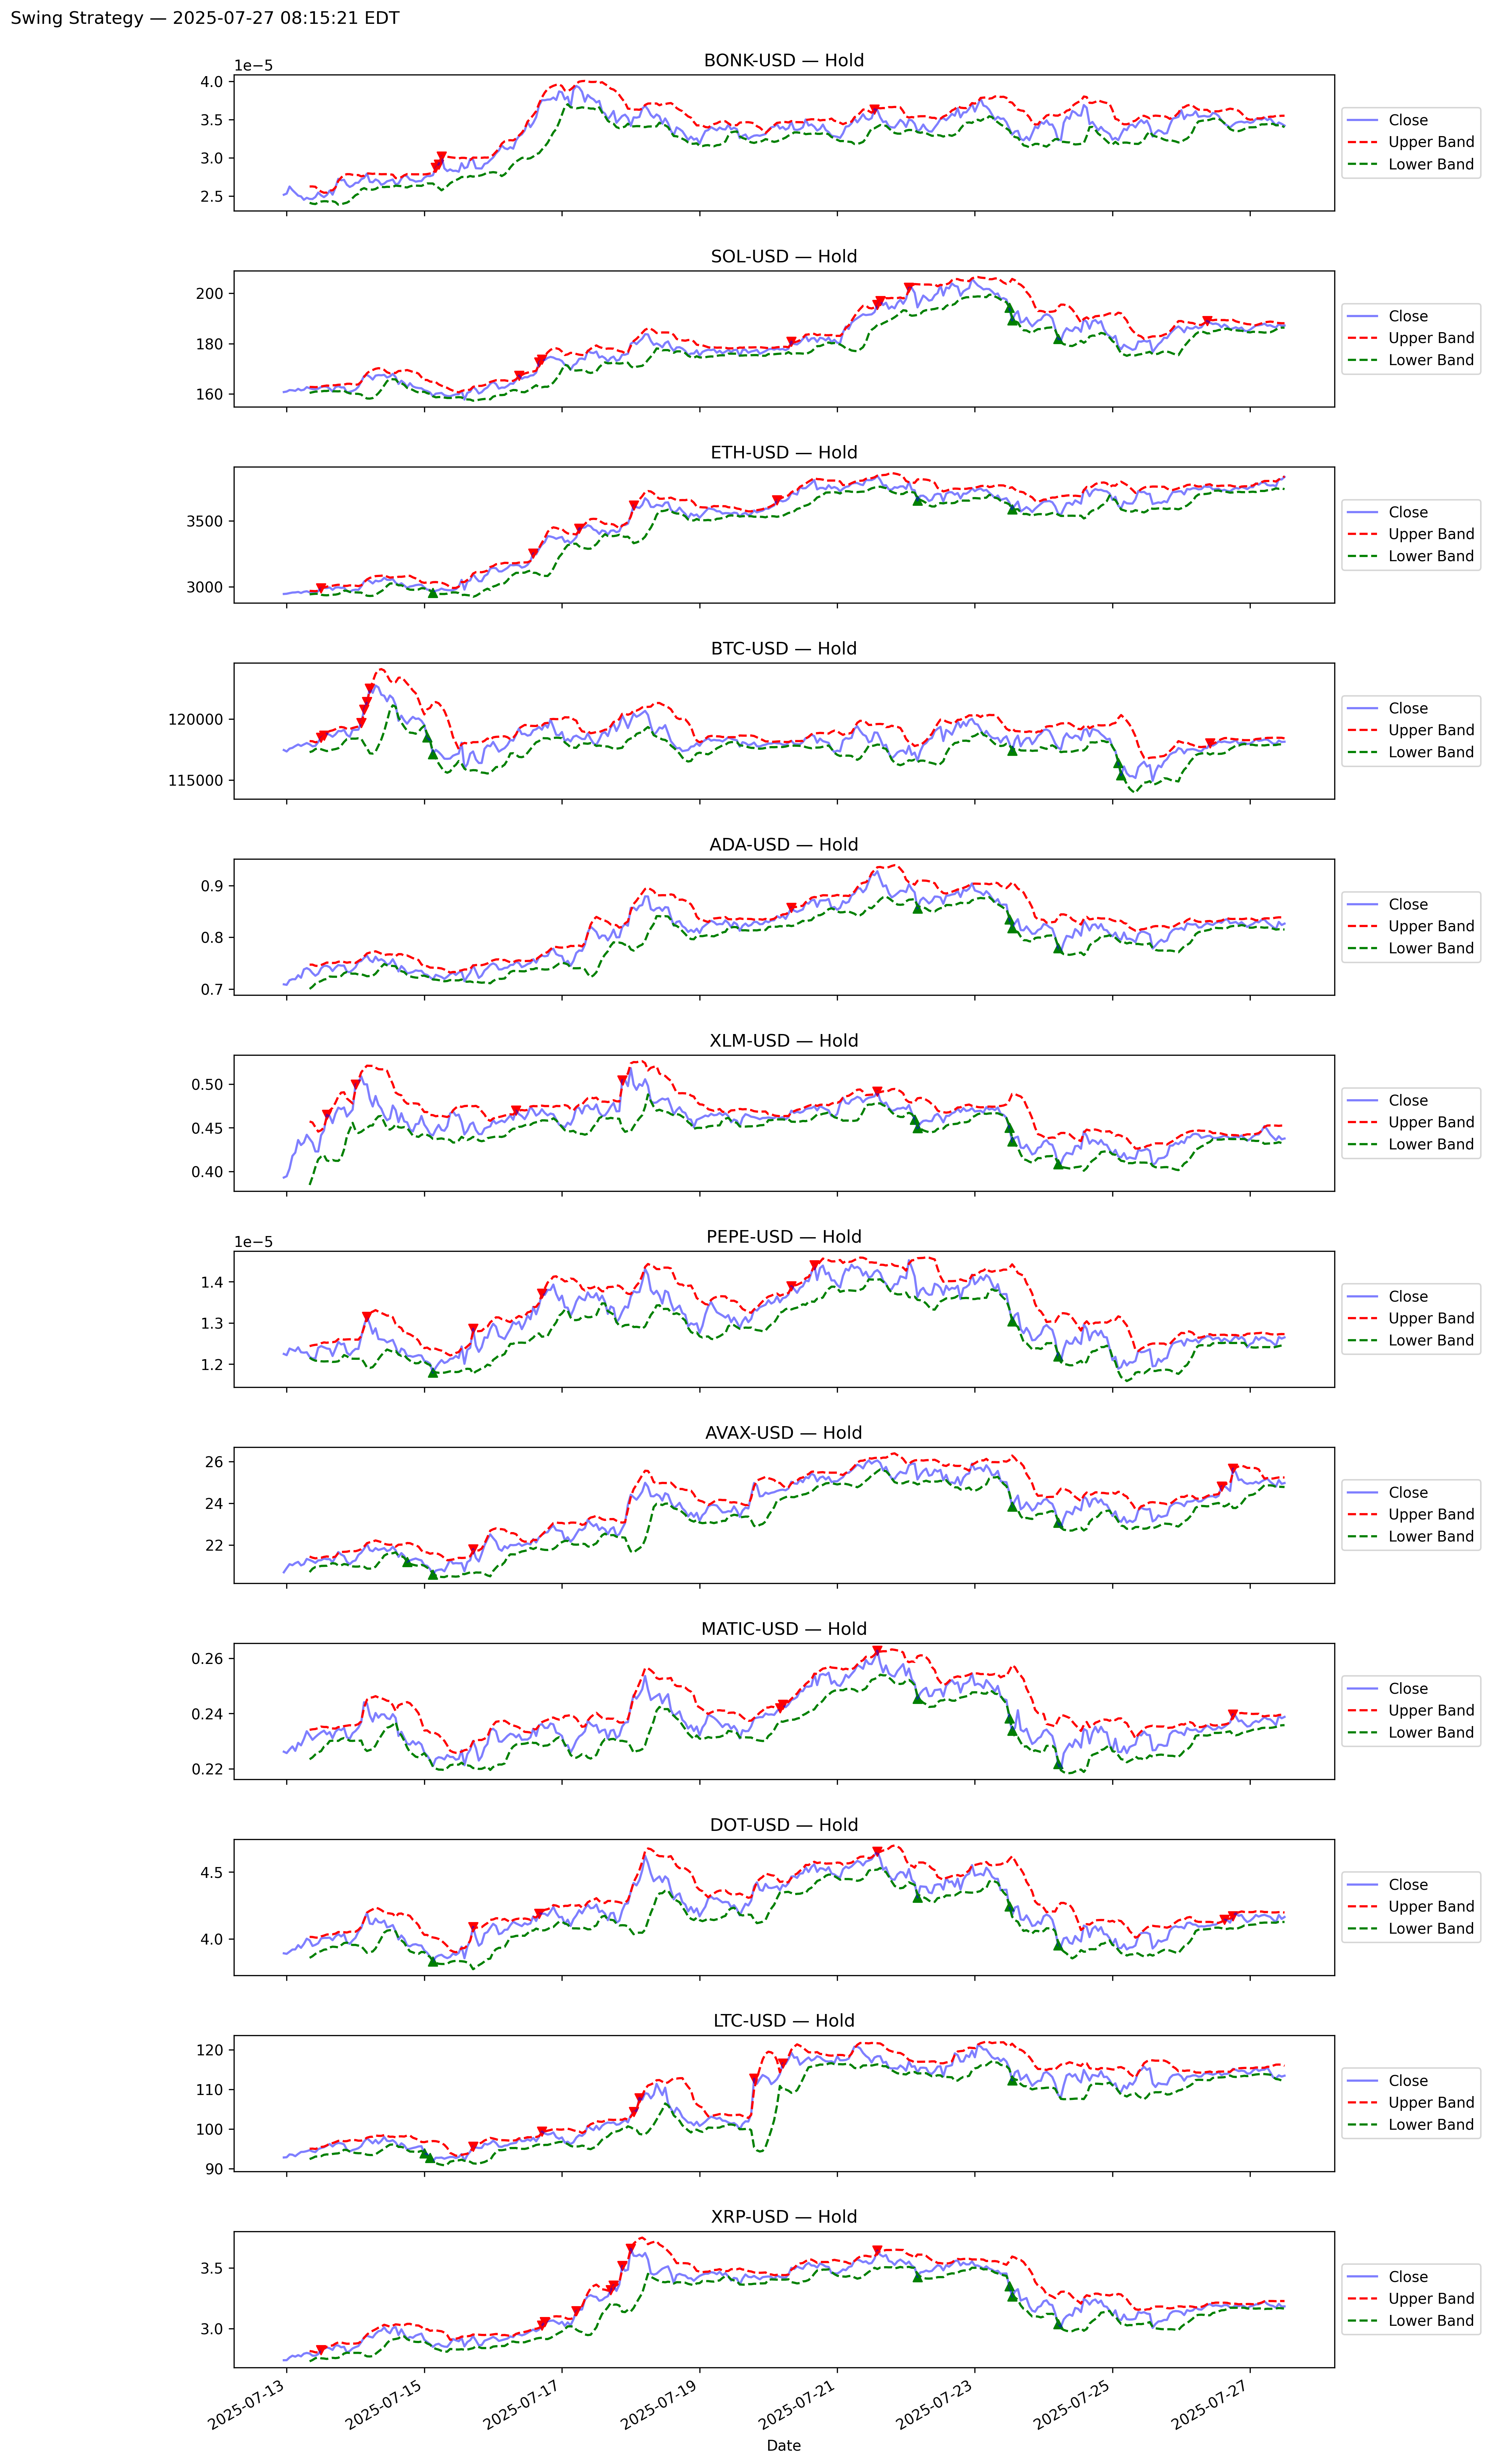 Swing Strategy — 2025-07-27 08:15:21 EDT
BONK-USD — Hold
1e−5
4.0
3.5
3.0
2.5
Close
Upper Band
Lower Band
SOL-USD — Hold
200
180
160
Close
Upper Band
Lower Band
ETH-USD — Hold
3500
3000
Close
Upper Band
Lower Band
BTC-USD — Hold
120000
115000
Close
Upper Band
Lower Band
ADA-USD — Hold
0.9
0.8
0.7
Close
Upper Band
Lower Band
XLM-USD — Hold
0.50
0.45
0.40
Close
Upper Band
Lower Band
PEPE-USD — Hold
1e−5
1.4
1.3
1.2
Close
Upper Band
Lower Band
AVAX-USD — Hold
26
24
22
Close
Upper Band
Lower Band
MATIC-USD — Hold
0.26
0.24
0.22
Close
Upper Band
Lower Band
DOT-USD — Hold
4.5
4.0
Close
Upper Band
Lower Band
LTC-USD — Hold
120
110
100
90
Close
Upper Band
Lower Band
XRP-USD — Hold
3.5
3.0
Close
Upper Band
Lower Band
2025-07-13
2025-07-15
2025-07-17
2025-07-19
2025-07-21
2025-07-23
2025-07-25
2025-07-27
Date